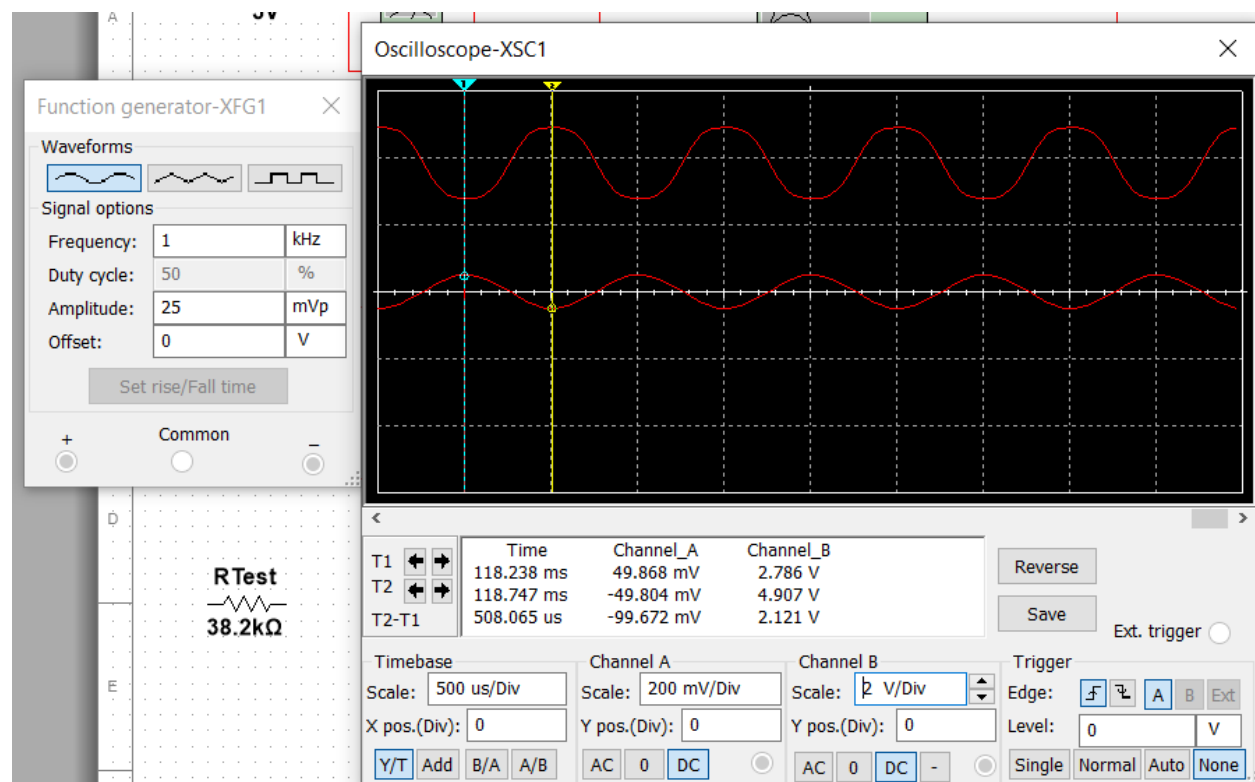 A
5V
Oscilloscope-XSC1
Function generator-XFG1
Waveforms
Signal options
Frequency: 1 kHz
Duty cycle: 50 %
Amplitude: 25 mVp
Offset: 0 V
Set rise/Fall time
+ Common −
D
RTest
38.2kΩ
E
1 2
Time Channel_A Channel_B
T1 118.238 ms 49.868 mV 2.786 V
T2 118.747 ms -49.804 mV 4.907 V
T2-T1 508.065 us -99.672 mV 2.121 V
Reverse
Save
Ext. trigger
Timebase
Scale: 500 us/Div
X pos.(Div): 0
Y/T Add B/A A/B
Channel A
Scale: 200 mV/Div
Y pos.(Div): 0
AC 0 DC
Channel B
Scale: 2 V/Div
Y pos.(Div): 0
AC 0 DC -
Trigger
Edge: A B Ext
Level: 0 V
Single Normal Auto None